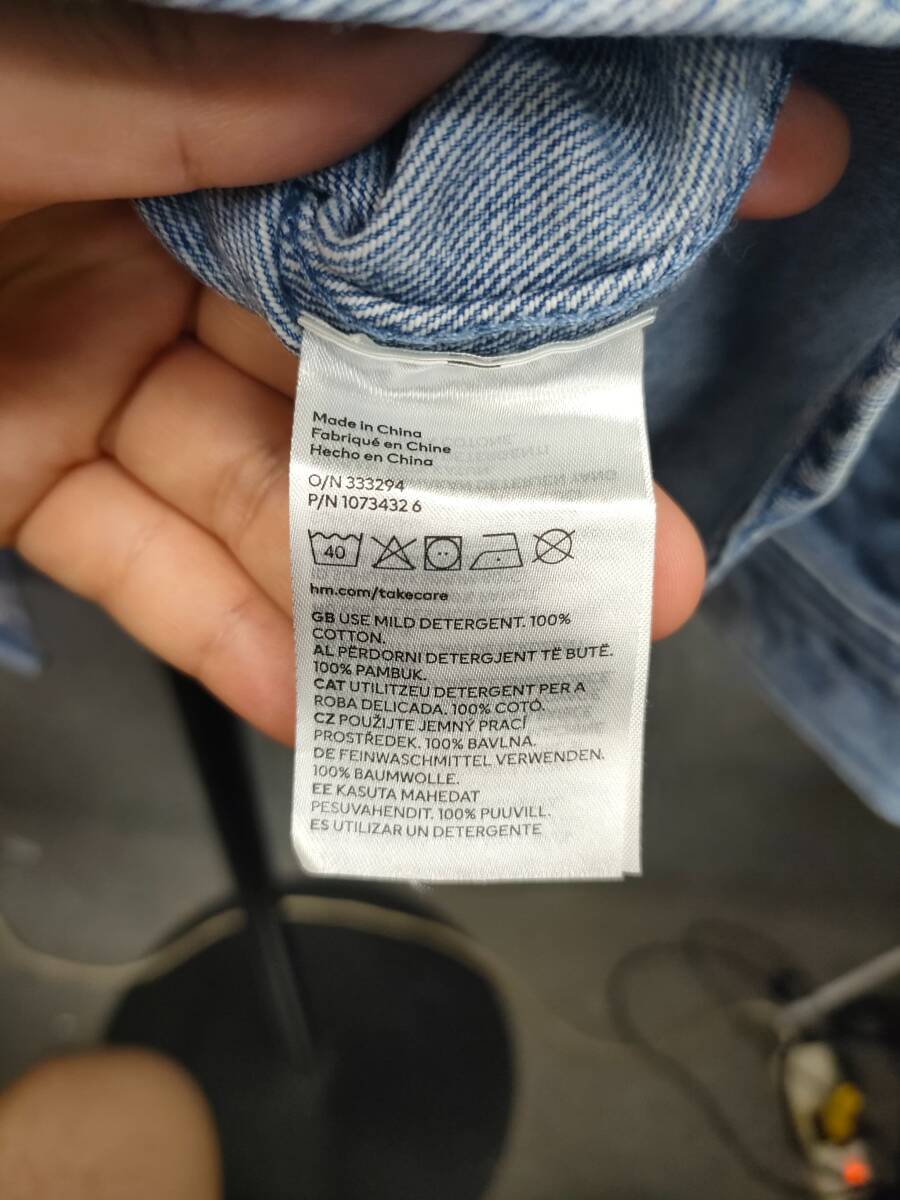 Made in China
Fabriqué en Chine
Hecho en China
O/N 333294
P/N 1073432 6
40
hm.com/takecare
GB USE MILD DETERGENT. 100%
COTTON.
AL PËRDORNI DETERGJENT TË BUTË.
100% PAMBUK.
CAT UTILITZEU DETERGENT PER A
ROBA DELICADA. 100% COTÓ.
CZ POUŽIJTE JEMNÝ PRACÍ
PROSTŘEDEK. 100% BAVLNA.
DE FEINWASCHMITTEL VERWENDEN.
100% BAUMWOLLE.
EE KASUTA MAHEDAT
PESUVAHENDIT. 100% PUUVILL.
ES UTILIZAR UN DETERGENTE